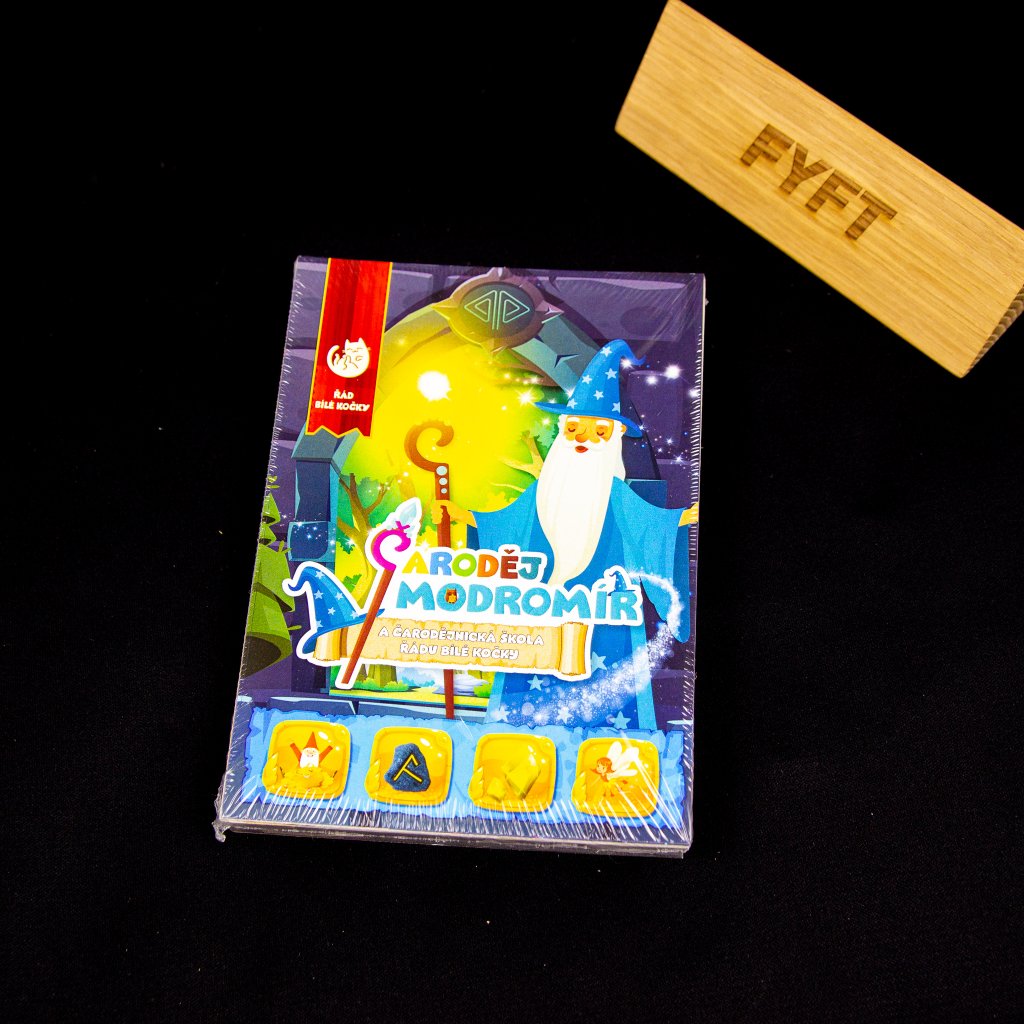 FYFT
ŘÁD
BÍLÉ KOČKY
ČARODĚJ
MODROMÍR
A ČARODĚJNICKÁ ŠKOLA
ŘÁDU BÍLÉ KOČKY